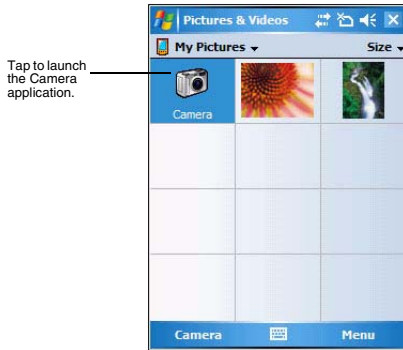 Pictures & Videos
My Pictures
Size
Tap to launch
the Camera
application.
Camera
Camera
Menu